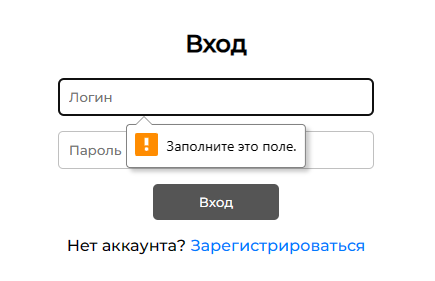 Вход
Логин
Заполните это поле.
Пароль
Вход
Нет аккаунта? Зарегистрироваться